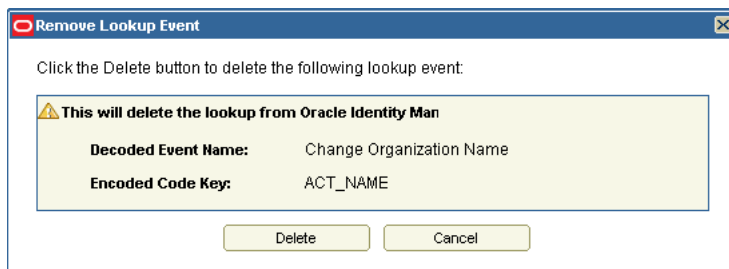 Remove Lookup Event
Click the Delete button to delete the following lookup event:
This will delete the lookup from Oracle Identity Man
Decoded Event Name: Change Organization Name
Encoded Code Key: ACT_NAME
Delete Cancel